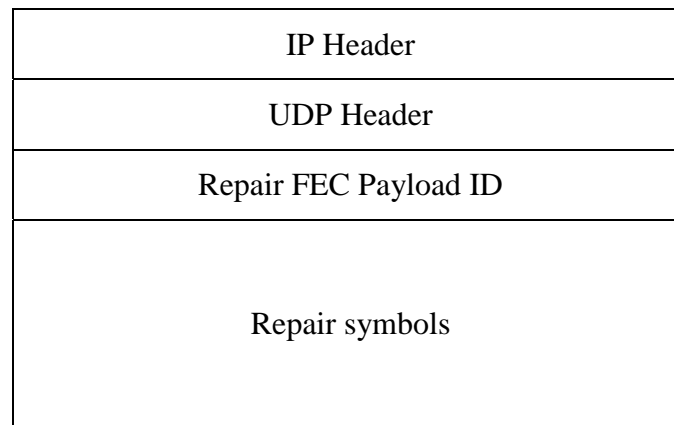 IP Header
UDP Header
Repair FEC Payload ID
Repair symbols